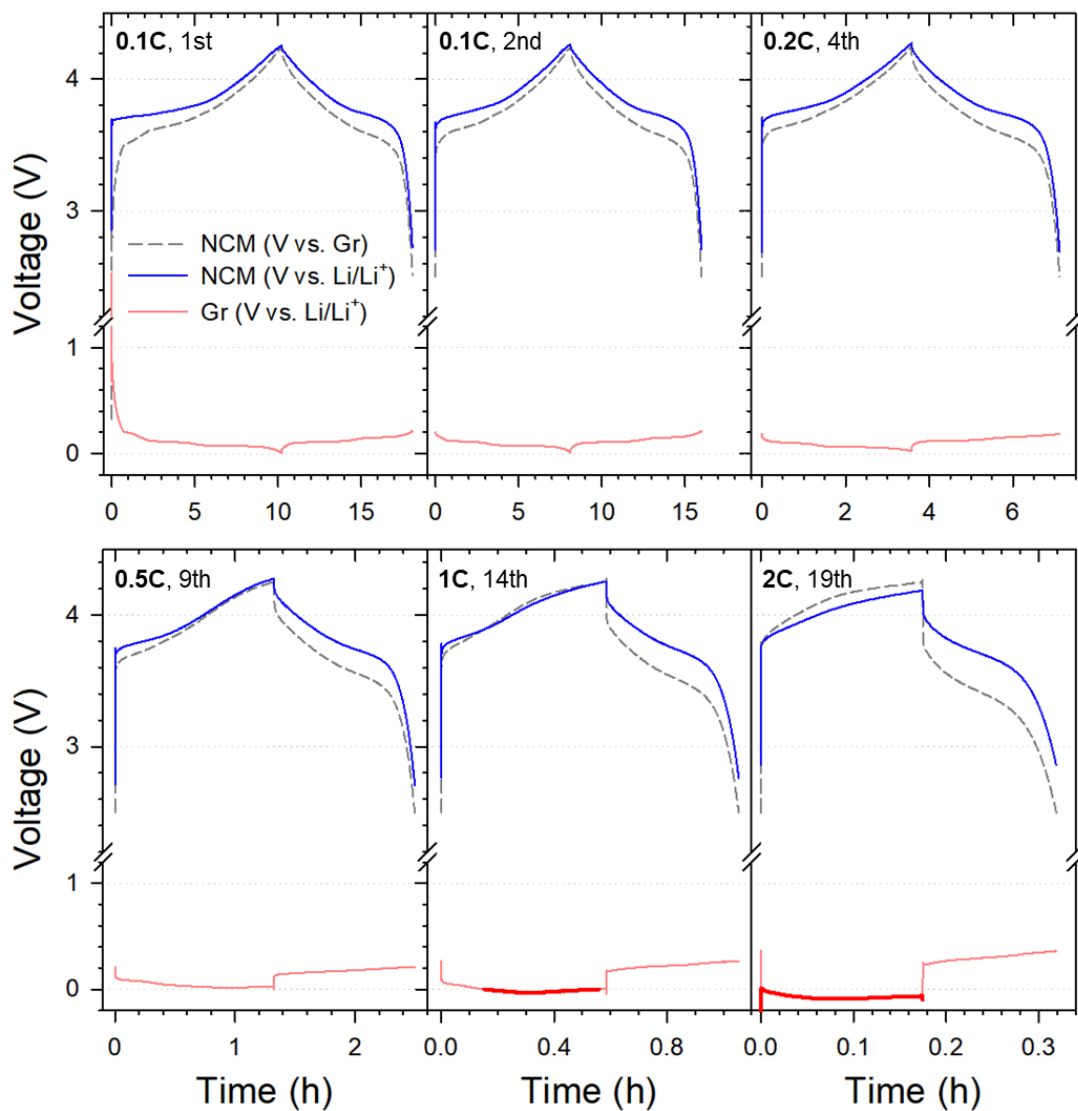 0.1C, 1st
0.1C, 2nd
0.2C, 4th
4
3
1
0
Voltage (V)
NCM (V vs. Gr)
NCM (V vs. Li/Li⁺)
Gr (V vs. Li/Li⁺)
0 5 10 15
0 5 10 15
0 2 4 6
0.5C, 9th
1C, 14th
2C, 19th
4
3
1
0
Voltage (V)
0 1 2
0.0 0.4 0.8
0.0 0.1 0.2 0.3
Time (h)
Time (h)
Time (h)